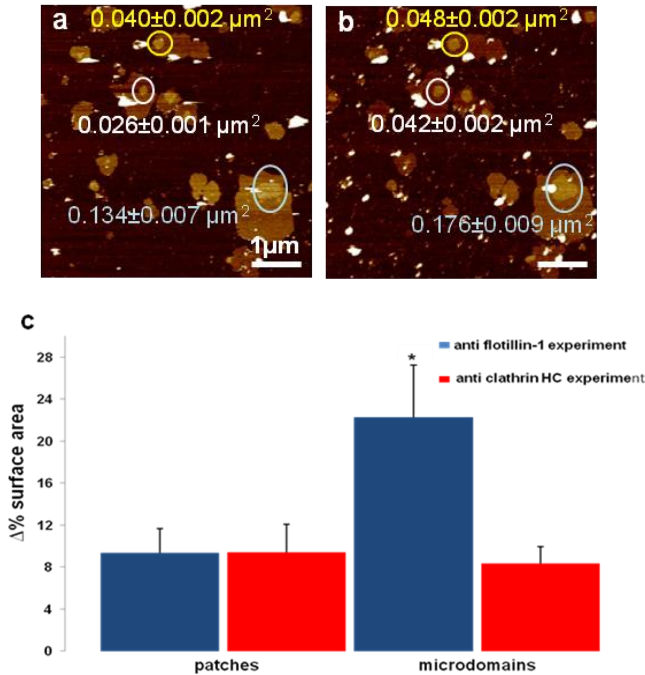 a
0.040±0.002 µm²
0.026±0.001 µm²
0.134±0.007 µm²
1µm
b
0.048±0.002 µm²
0.042±0.002 µm²
0.176±0.009 µm²
c
anti flotillin-1 experiment
anti clathrin HC experiment
*
Δ% surface area
28
24
20
16
12
8
4
0
patches microdomains